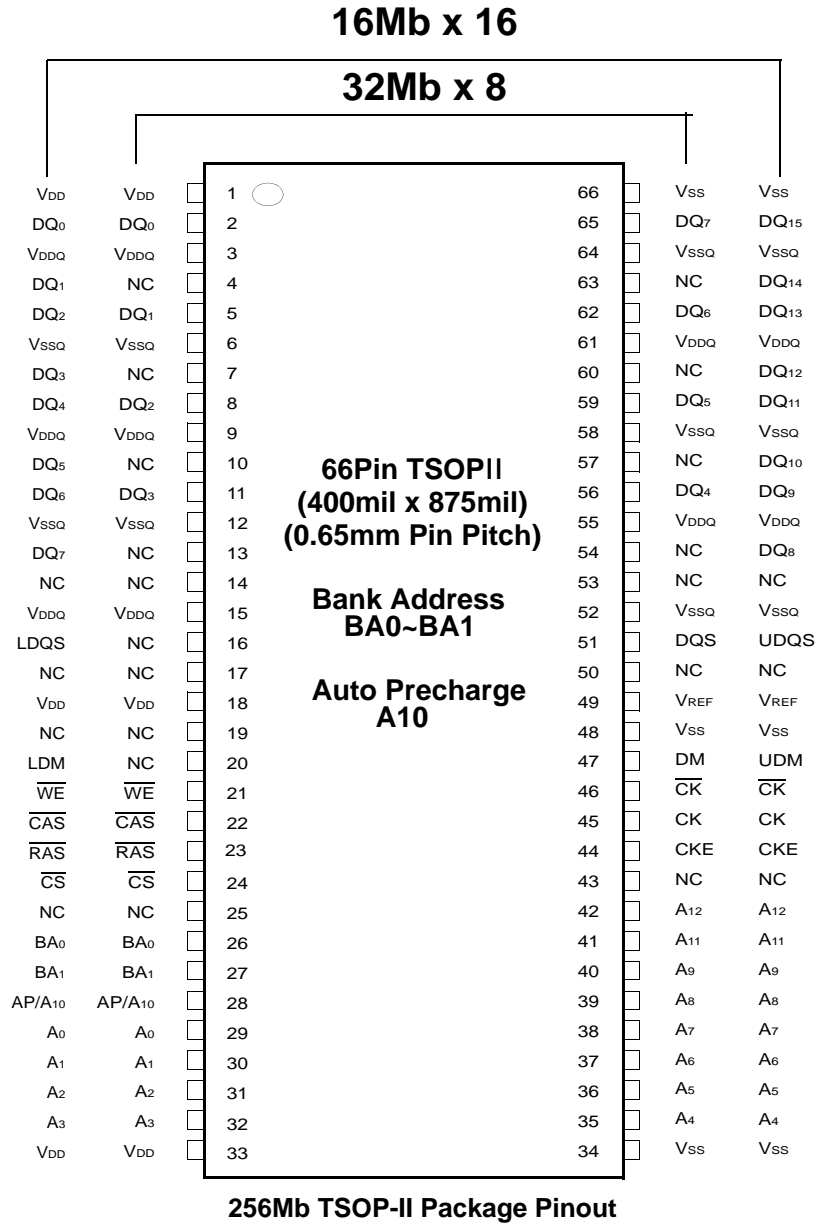 16Mb x 16
32Mb x 8
VDD VDD 1 66 VSS VSS
DQ0 DQ0 2 65 DQ7 DQ15
VDDQ VDDQ 3 64 VSSQ VSSQ
DQ1 NC 4 63 NC DQ14
DQ2 DQ1 5 62 DQ6 DQ13
VSSQ VSSQ 6 61 VDDQ VDDQ
DQ3 NC 7 60 NC DQ12
DQ4 DQ2 8 59 DQ5 DQ11
VDDQ VDDQ 9 58 VSSQ VSSQ
DQ5 NC 10 57 NC DQ10
DQ6 DQ3 11 56 DQ4 DQ9
VSSQ VSSQ 12 55 VDDQ VDDQ
DQ7 NC 13 54 NC DQ8
NC NC 14 53 NC NC
VDDQ VDDQ 15 52 VSSQ VSSQ
LDQS NC 16 51 DQS UDQS
NC NC 17 50 NC NC
VDD VDD 18 49 VREF VREF
NC NC 19 48 VSS VSS
LDM NC 20 47 DM UDM
W̅E̅ W̅E̅ 21 46 C̅K̅ C̅K̅
C̅A̅S̅ C̅A̅S̅ 22 45 CK CK
R̅A̅S̅ R̅A̅S̅ 23 44 CKE CKE
C̅S̅ C̅S̅ 24 43 NC NC
NC NC 25 42 A12 A12
BA0 BA0 26 41 A11 A11
BA1 BA1 27 40 A9 A9
AP/A10 AP/A10 28 39 A8 A8
A0 A0 29 38 A7 A7
A1 A1 30 37 A6 A6
A2 A2 31 36 A5 A5
A3 A3 32 35 A4 A4
VDD VDD 33 34 VSS VSS
66Pin TSOPII
(400mil x 875mil)
(0.65mm Pin Pitch)
Bank Address
BA0~BA1
Auto Precharge
A10
256Mb TSOP-II Package Pinout